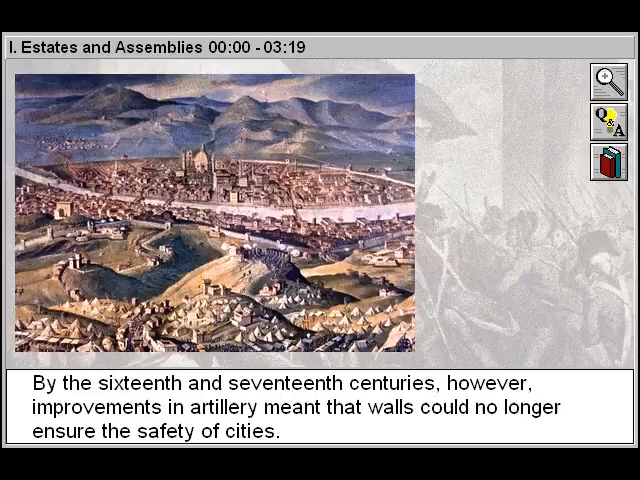 I. Estates and Assemblies 00:00 - 03:19
Q
&
A
By the sixteenth and seventeenth centuries, however,
improvements in artillery meant that walls could no longer
ensure the safety of cities.